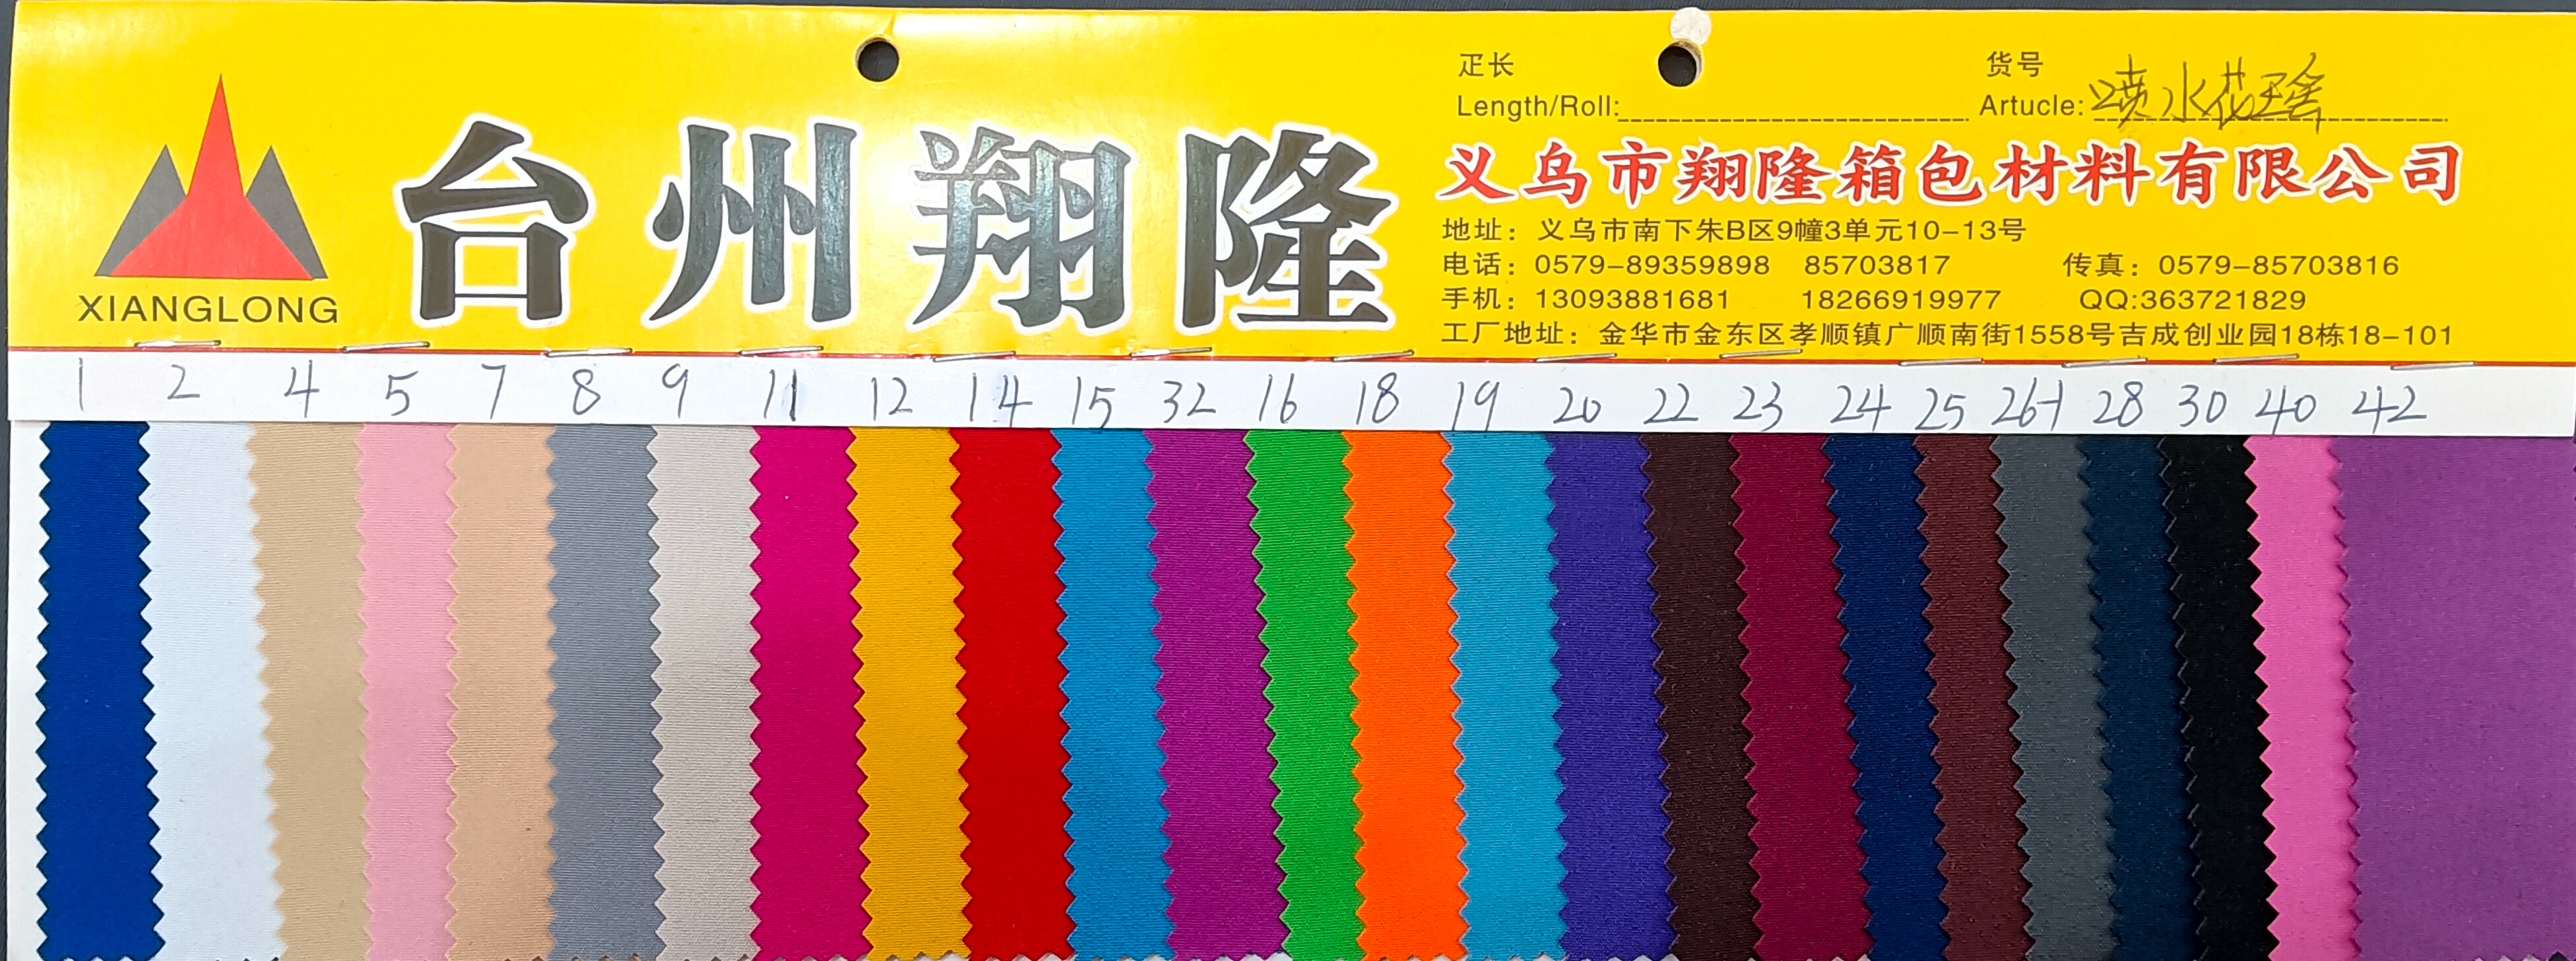 XIANGLONG
台州翔隆
疋长
Length/Roll:
货号
Artucle: 喷水花瑶
义乌市翔隆箱包材料有限公司
地址：义乌市南下朱B区9幢3单元10-13号
电话：0579-89359898 85703817 传真：0579-85703816
手机：13093881681 18266919977 QQ:363721829
工厂地址：金华市金东区孝顺镇广顺南街1558号吉成创业园18栋18-101
1 2 4 5 7 8 9 11 12 14 15 32 16 18 19 20 22 23 24 25 26-1 28 30 40 42